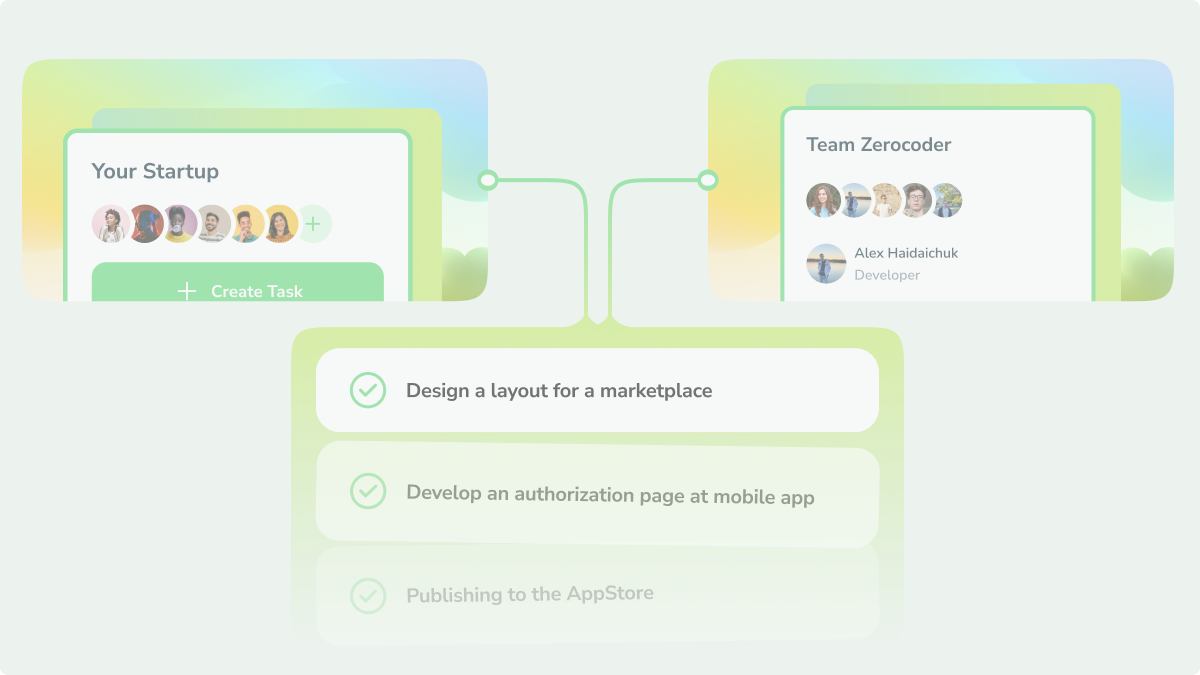 Your Startup
Create Task
Team Zerocoder
Alex Haidaichuk
Developer
Design a layout for a marketplace
Develop an authorization page at mobile app
Publishing to the AppStore